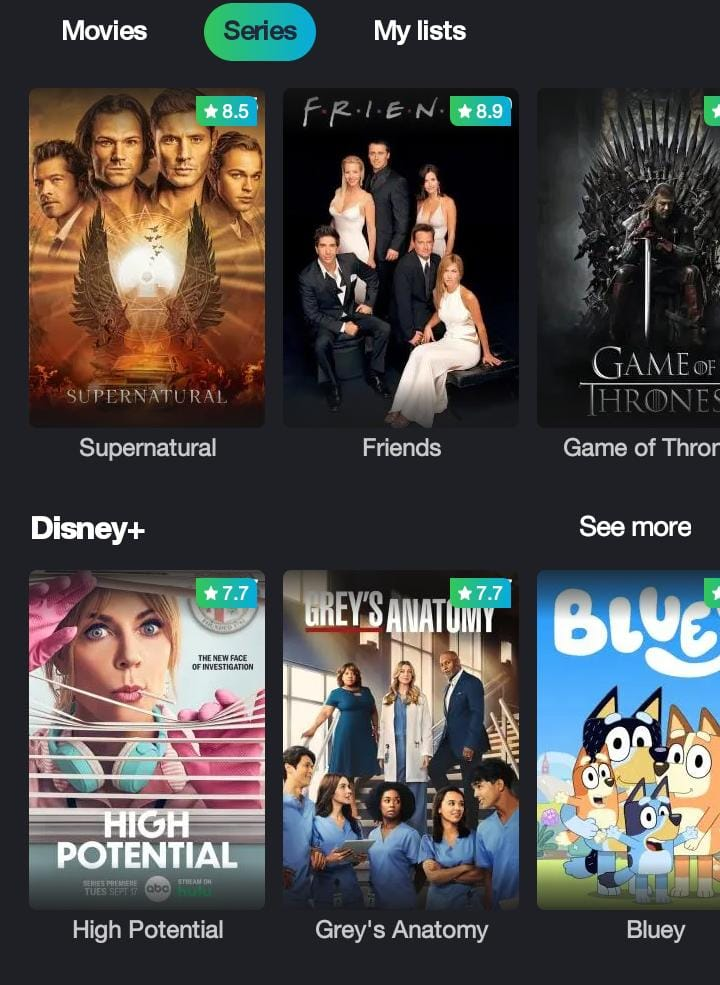 Movies
Series
My lists
8.5
SUPERNATURAL
Supernatural
F·R·I·E·N·
8.9
Friends
GAME OF
THRONES
Game of Thron
Disney+
See more
7.7
THE NEW FACE
OF INVESTIGATION
HIGH
POTENTIAL
SERIES PREMIERE
TUES SEPT 17
abc
STREAM ON
hulu
High Potential
7.7
GREY'S ANATOMY
Grey's Anatomy
BLUEY
Bluey